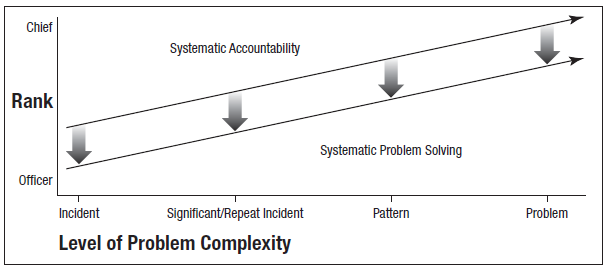 Chief
Systematic Accountability
Rank
Systematic Problem Solving
Officer
Incident
Significant/Repeat Incident
Pattern
Problem
Level of Problem Complexity